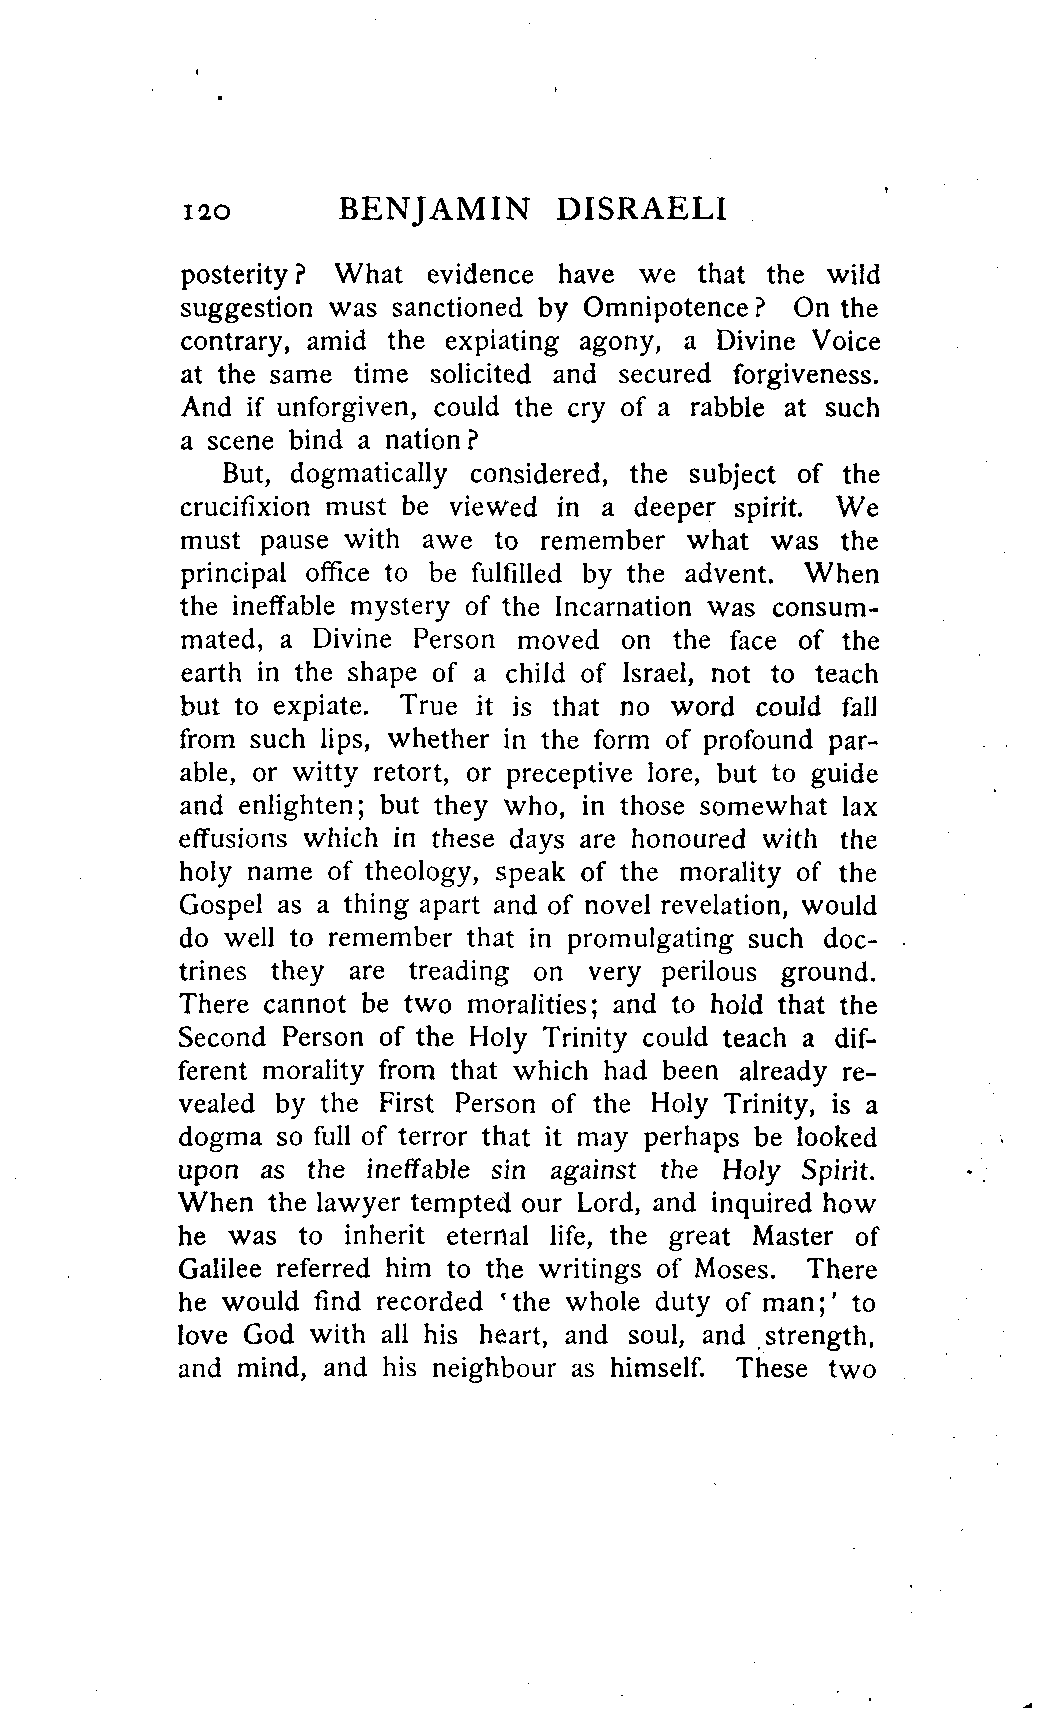 120 BENJAMIN DISRAELI
posterity? What evidence have we that the wild
suggestion was sanctioned by Omnipotence? On the
contrary, amid the expiating agony, a Divine Voice
at the same time solicited and secured forgiveness.
And if unforgiven, could the cry of a rabble at such
a scene bind a nation?
But, dogmatically considered, the subject of the
crucifixion must be viewed in a deeper spirit. We
must pause with awe to remember what was the
principal office to be fulfilled by the advent. When
the ineffable mystery of the Incarnation was consum-
mated, a Divine Person moved on the face of the
earth in the shape of a child of Israel, not to teach
but to expiate. True it is that no word could fall
from such lips, whether in the form of profound par-
able, or witty retort, or preceptive lore, but to guide
and enlighten; but they who, in those somewhat lax
effusions which in these days are honoured with the
holy name of theology, speak of the morality of the
Gospel as a thing apart and of novel revelation, would
do well to remember that in promulgating such doc-
trines they are treading on very perilous ground.
There cannot be two moralities; and to hold that the
Second Person of the Holy Trinity could teach a dif-
ferent morality from that which had been already re-
vealed by the First Person of the Holy Trinity, is a
dogma so full of terror that it may perhaps be looked
upon as the ineffable sin against the Holy Spirit.
When the lawyer tempted our Lord, and inquired how
he was to inherit eternal life, the great Master of
Galilee referred him to the writings of Moses. There
he would find recorded 'the whole duty of man;' to
love God with all his heart, and soul, and strength,
and mind, and his neighbour as himself. These two